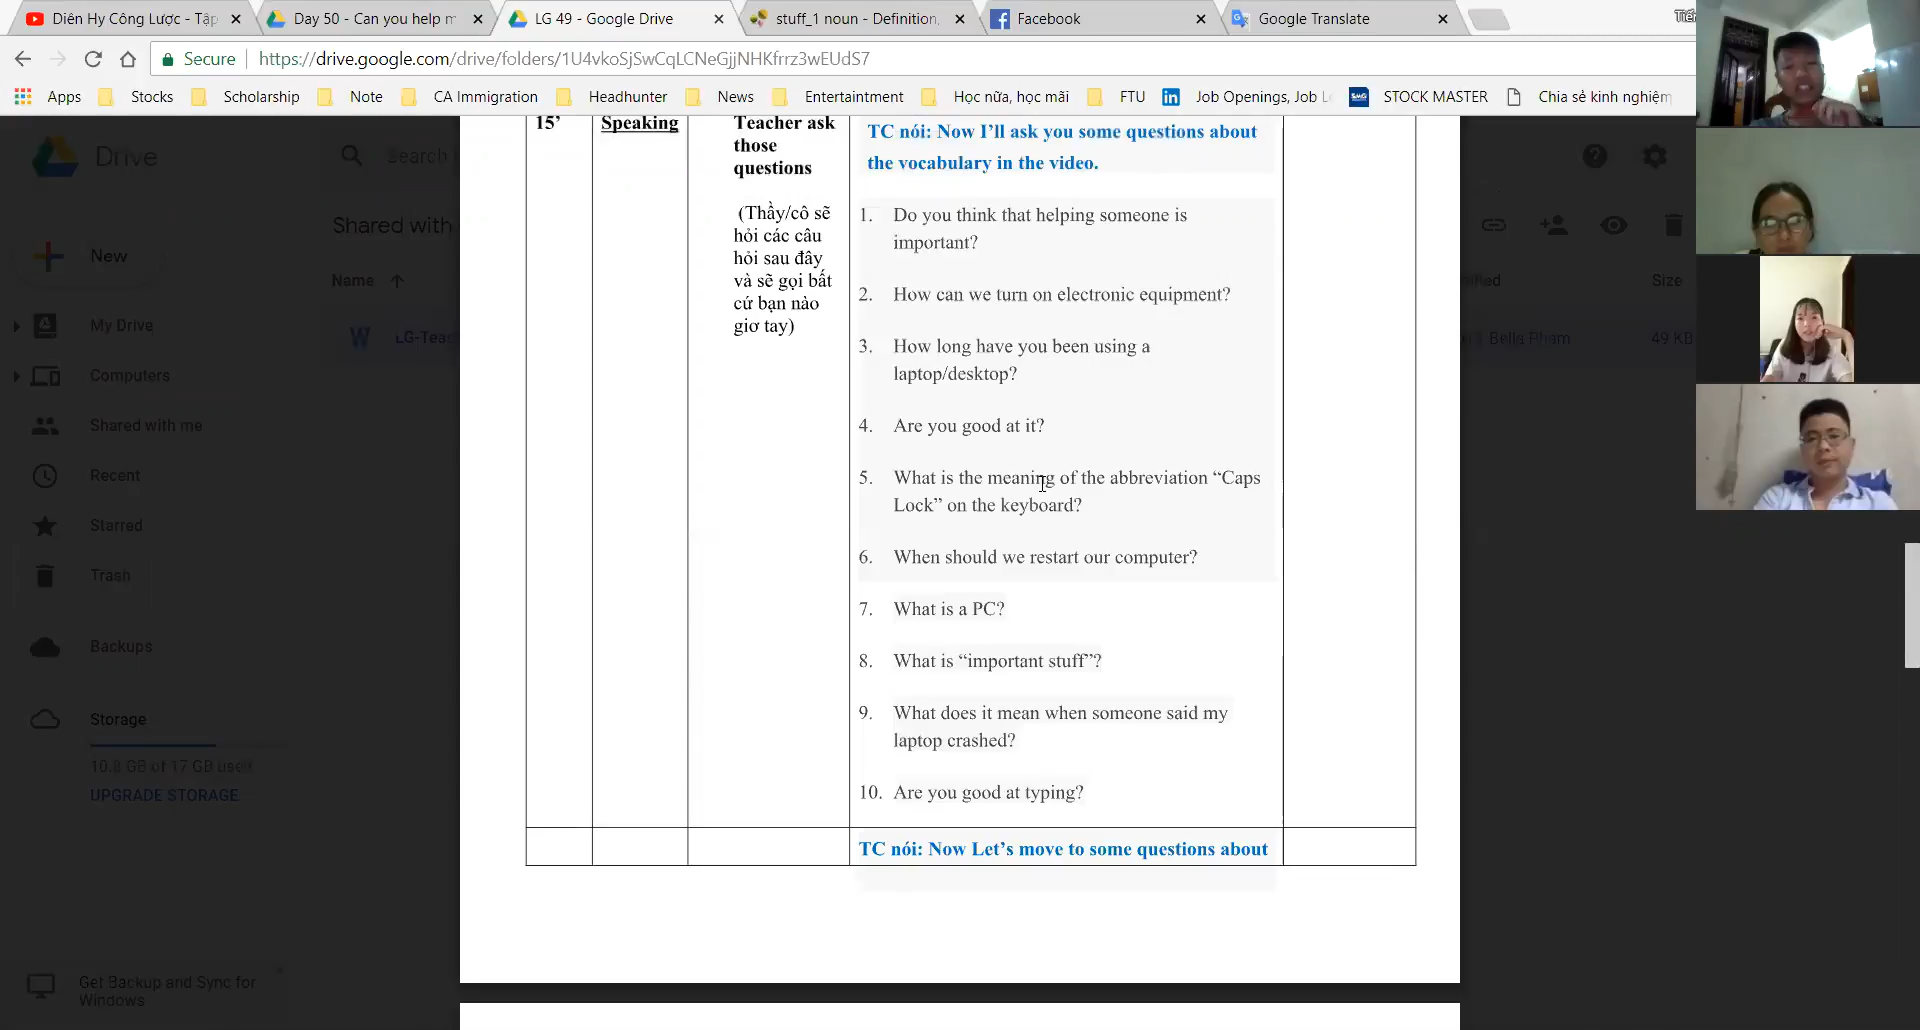 Diên Hy Công Lược - Tập
Day 50 - Can you help m
LG 49 - Google Drive
stuff_1 noun - Definition,
Facebook
Google Translate
Secure
https://drive.google.com/drive/folders/1U4vkoSjSwCqLCNeGjjNHKfrrz3wEUdS7
Apps
Stocks
Scholarship
Note
CA Immigration
Headhunter
News
Entertaintment
Học nữa, học mãi
FTU
Job Openings, Job L
STOCK MASTER
Chia sẻ kinh nghiệm
Drive
Search
New
My Drive
Computers
Shared with me
Recent
Starred
Trash
Backups
Storage
10.8 GB of 17 GB used
UPGRADE STORAGE
Get Backup and Sync for
Windows
Shared with
Name
W
15’
Speaking
Teacher ask
those
questions
(Thầy/cô sẽ
hỏi các câu
hỏi sau đây
và sẽ gọi bất
cứ bạn nào
giơ tay)
TC nói: Now I’ll ask you some questions about
the vocabulary in the video.
1. Do you think that helping someone is
important?
2. How can we turn on electronic equipment?
3. How long have you been using a
laptop/desktop?
4. Are you good at it?
5. What is the meaning of the abbreviation “Caps
Lock” on the keyboard?
6. When should we restart our computer?
7. What is a PC?
8. What is “important stuff”?
9. What does it mean when someone said my
laptop crashed?
10. Are you good at typing?
TC nói: Now Let’s move to some questions about
Size
Bella Pham
49 KB